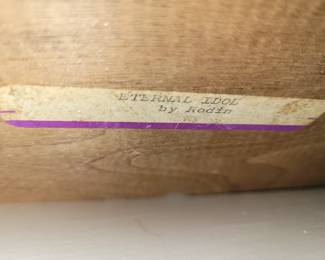 ETERNAL IDOL
by Rodin